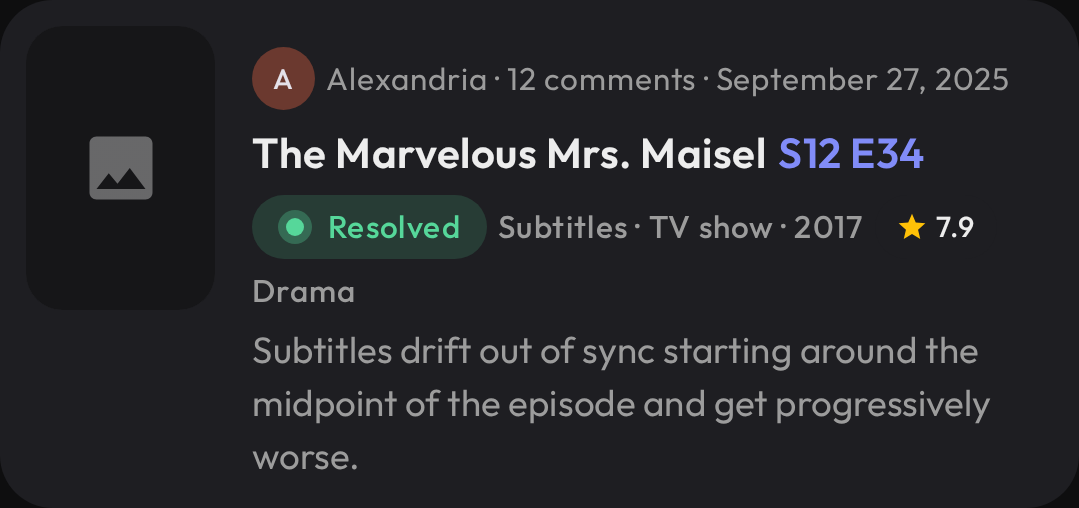 A Alexandria · 12 comments · September 27, 2025
The Marvelous Mrs. Maisel S12 E34
Resolved Subtitles · TV show · 2017 7.9
Drama
Subtitles drift out of sync starting around the
midpoint of the episode and get progressively
worse.